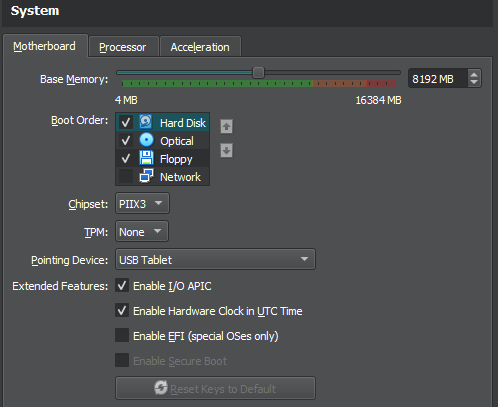 System
Motherboard Processor Acceleration
Base Memory: 8192 MB
4 MB 16384 MB
Boot Order: Hard Disk
Optical
Floppy
Network
Chipset: PIIX3
TPM: None
Pointing Device: USB Tablet
Extended Features: Enable I/O APIC
Enable Hardware Clock in UTC Time
Enable EFI (special OSes only)
Enable Secure Boot
Reset Keys to Default